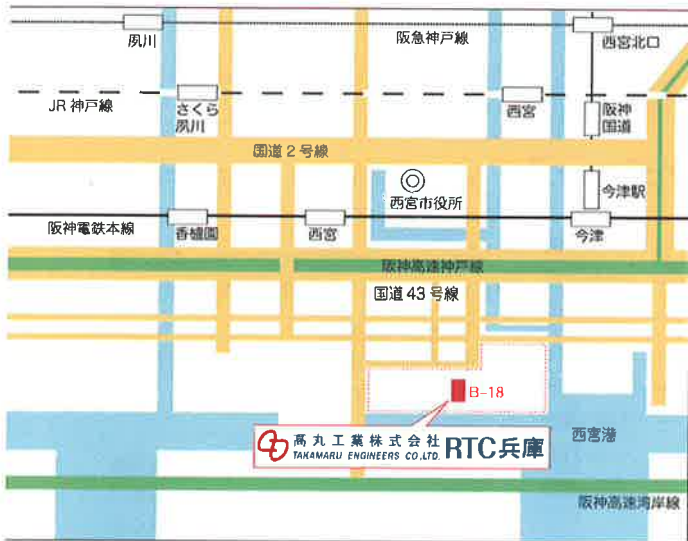 夙川
阪急神戸線
西宮北口
JR 神戸線
さくら
夙川
西宮
阪神
国道
国道 2 号線
西宮市役所
今津駅
阪神電鉄本線
香櫨園
西宮
今津
阪神高速神戸線
国道 43 号線
B-18
高丸工業株式会社
TAKAMARU ENGINEERS CO.LTD.
RTC兵庫
西宮港
阪神高速湾岸線